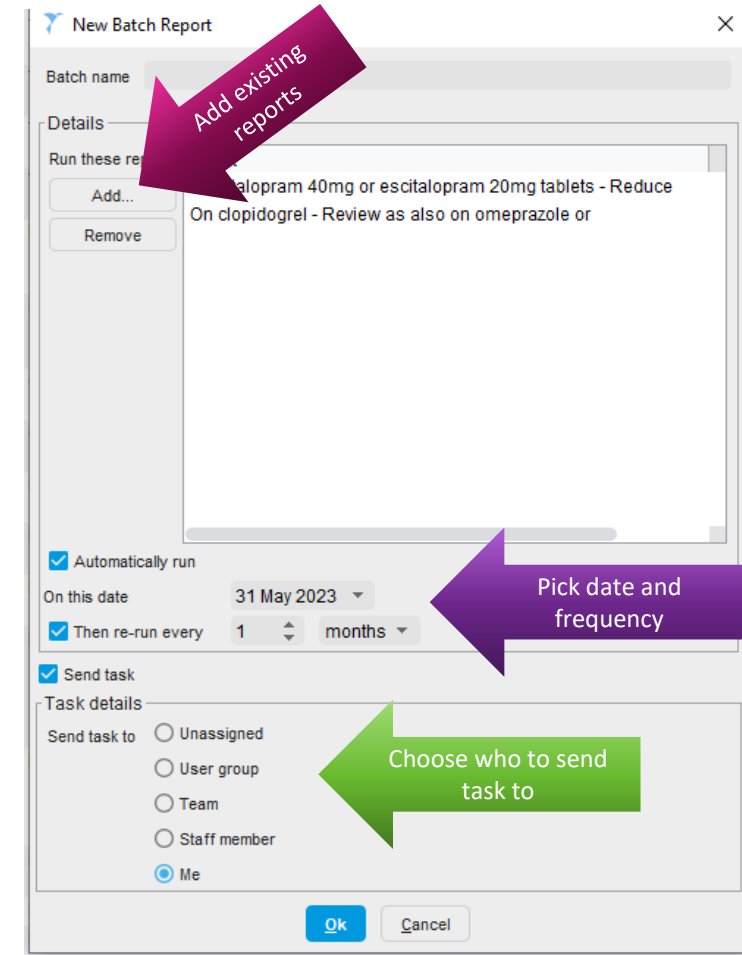 New Batch Report
Batch name
Add existing
reports
Details
Run these
Add...
40mg or escitalopram 20mg tablets - Reduce
On clopidogrel - Review as also on omeprazole or
Remove
Automatically run
On this date 31 May 2023
Then re-run every 1 months
Pick date and
frequency
Send task
Task details
Send task to Unassigned
User group
Team
Staff member
Me
Choose who to send
task to
Ok Cancel